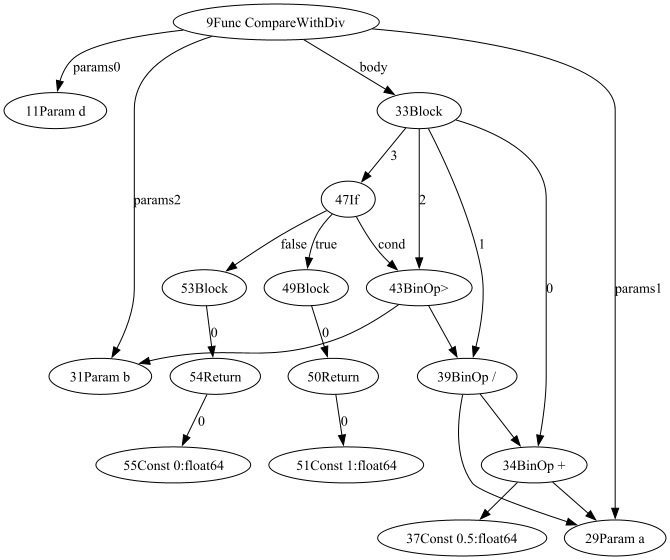 9Func CompareWithDiv
params0
body
11Param d
33Block
3
47If
params2
2
1
false
true
cond
0
params1
53Block
49Block
43BinOp>
0
0
31Param b
54Return
50Return
39BinOp /
0
0
55Const 0:float64
51Const 1:float64
34BinOp +
37Const 0.5:float64
29Param a